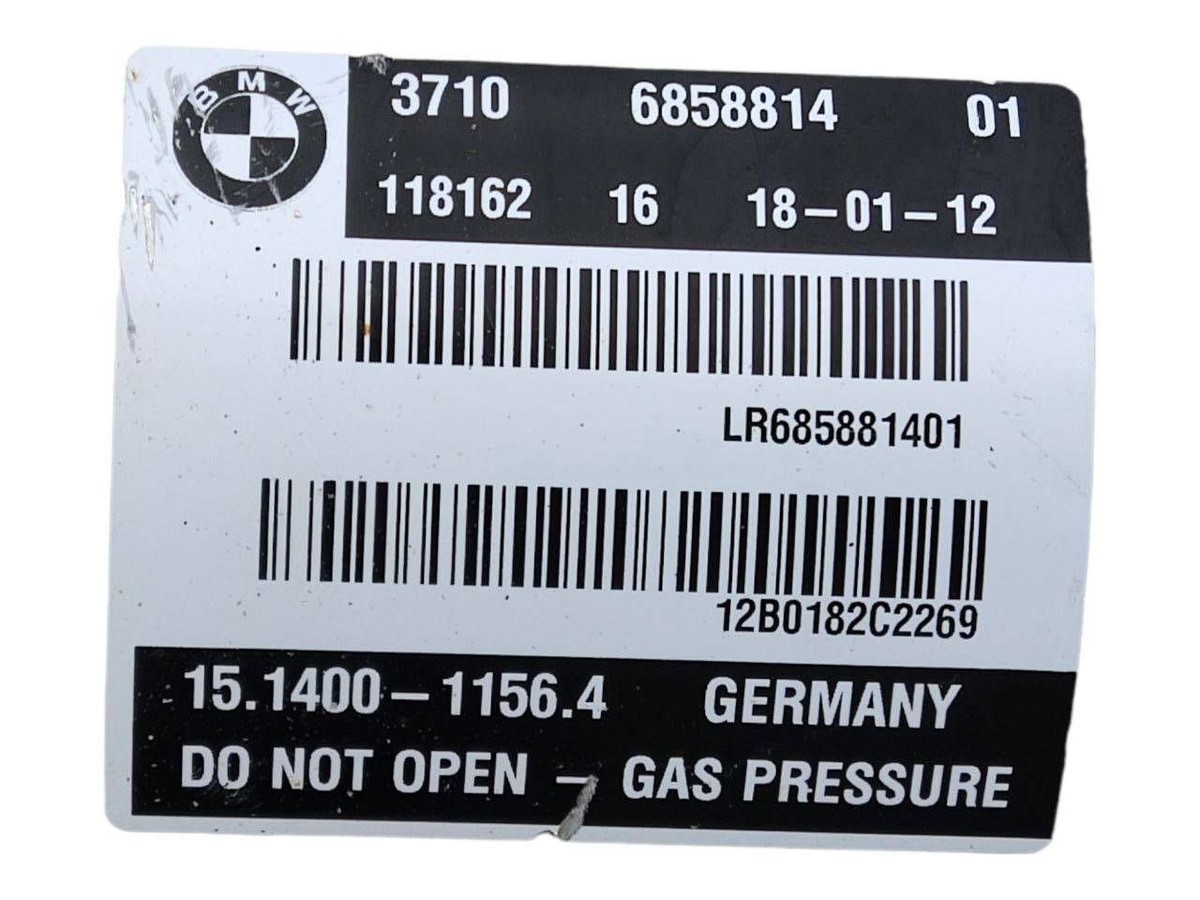 BMW
3710 6858814 01
118162 16 18-01-12
LR685881401
12B0182C2269
15.1400-1156.4 GERMANY
DO NOT OPEN - GAS PRESSURE